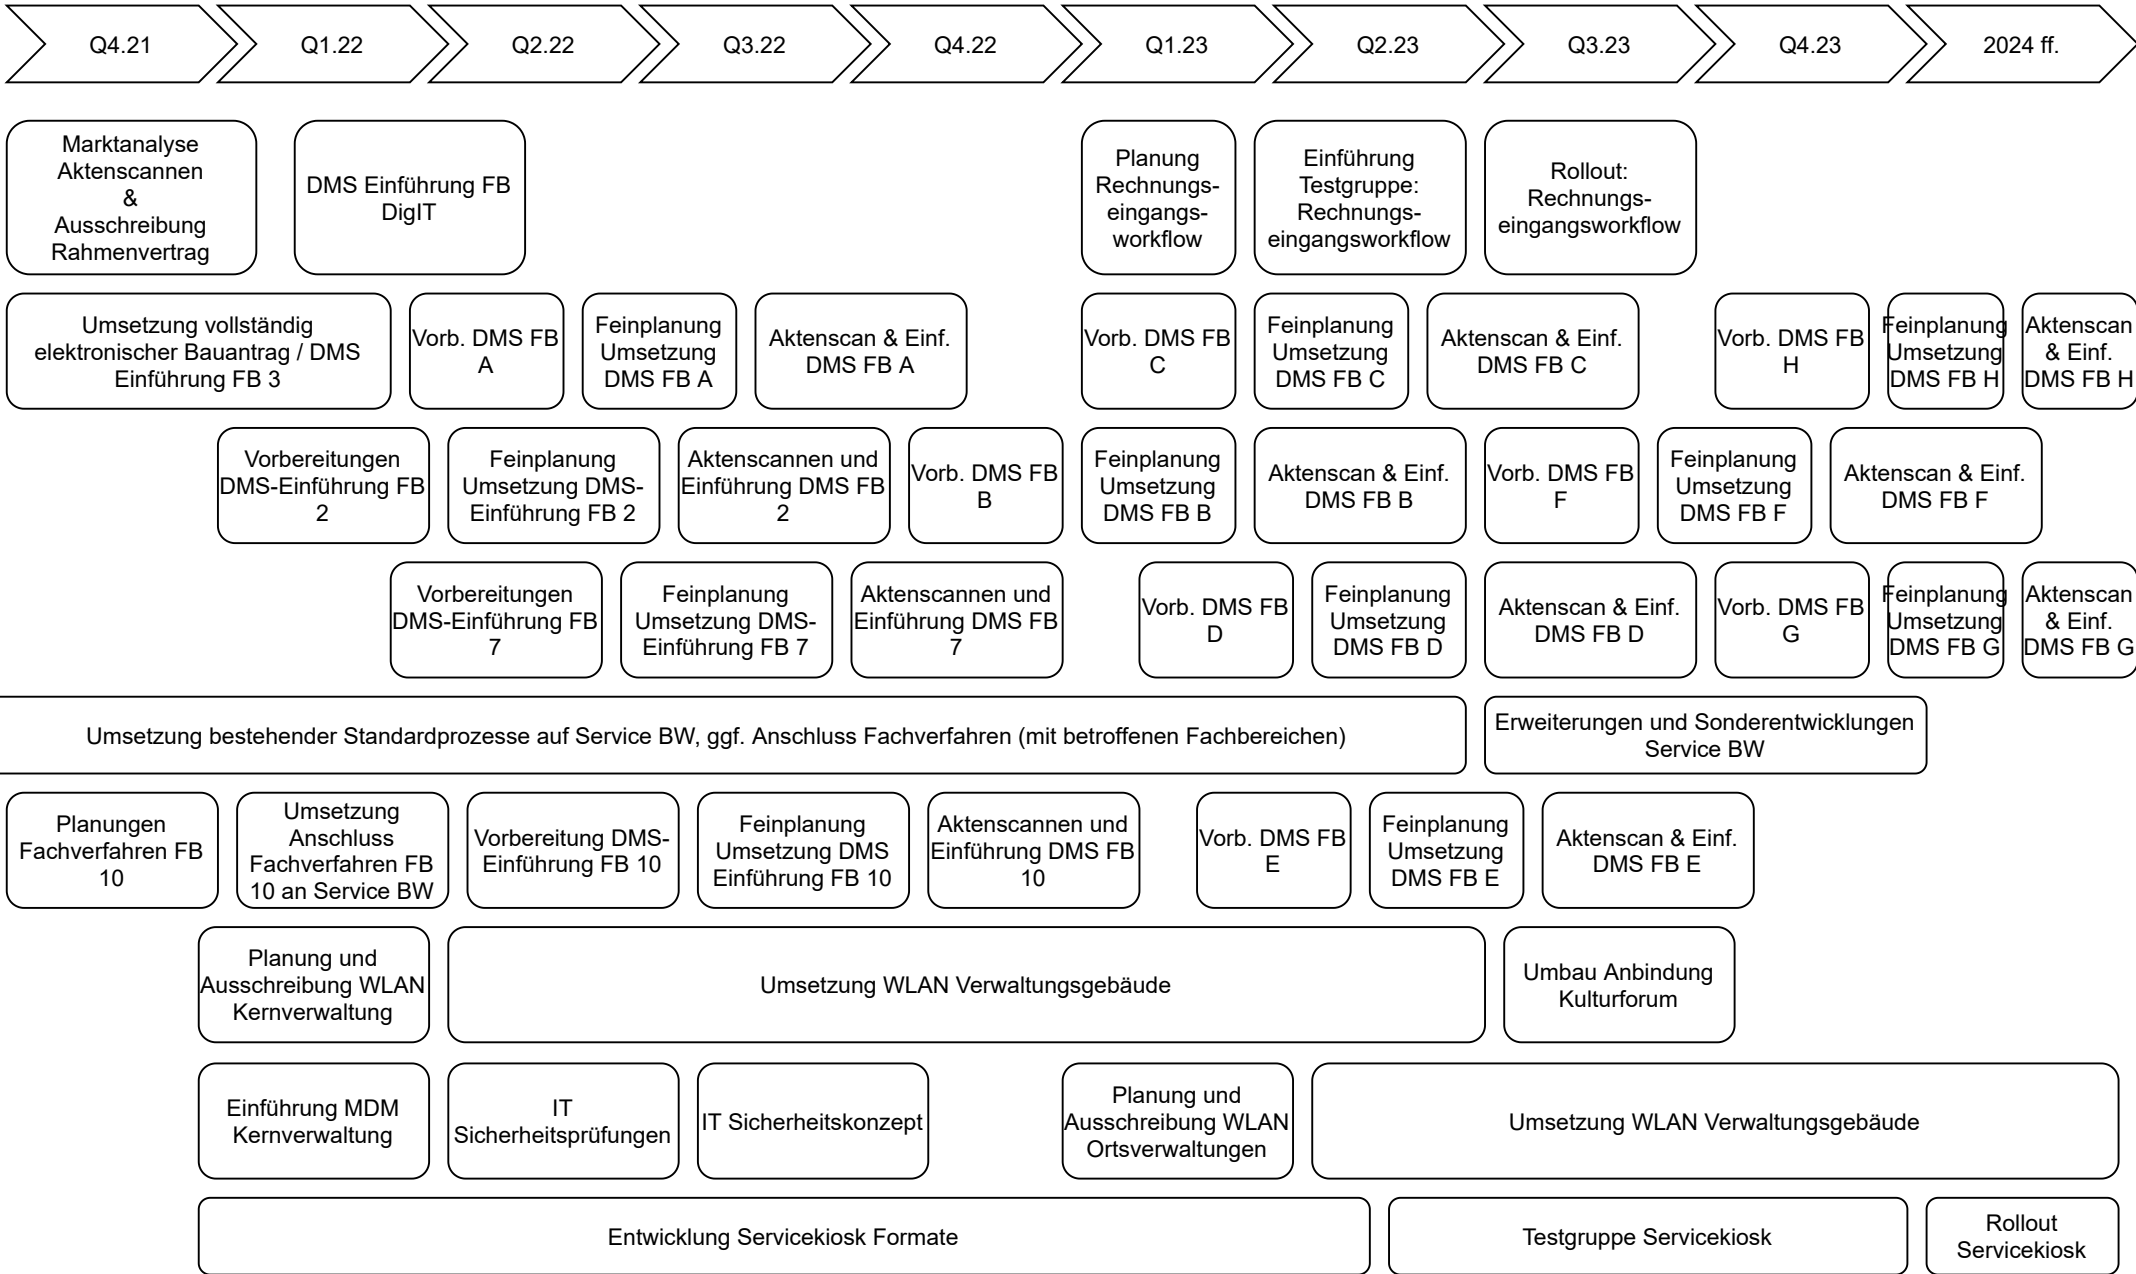 Q4.21
Q1.22
Q2.22
Q3.22
Q4.22
Q1.23
Q2.23
Q3.23
Q4.23
2024 ff.
Marktanalyse
Aktenscannen
&
Ausschreibung
Rahmenvertrag
DMS Einführung FB
DigIT
Planung
Rechnungs-
eingangs-
workflow
Einführung
Testgruppe:
Rechnungs-
eingangsworkflow
Rollout:
Rechnungs-
eingangsworkflow
Umsetzung vollständig
elektronischer Bauantrag / DMS
Einführung FB 3
Vorb. DMS FB
A
Feinplanung
Umsetzung
DMS FB A
Aktenscan & Einf.
DMS FB A
Vorb. DMS FB
C
Feinplanung
Umsetzung
DMS FB C
Aktenscan & Einf.
DMS FB C
Vorb. DMS FB
H
Feinplanung
Umsetzung
DMS FB H
Aktenscan
& Einf.
DMS FB H
Vorbereitungen
DMS-Einführung FB
2
Feinplanung
Umsetzung DMS-
Einführung FB 2
Aktenscannen und
Einführung DMS FB
2
Vorb. DMS FB
B
Feinplanung
Umsetzung
DMS FB B
Aktenscan & Einf.
DMS FB B
Vorb. DMS FB
F
Feinplanung
Umsetzung
DMS FB F
Aktenscan & Einf.
DMS FB F
Vorbereitungen
DMS-Einführung FB
7
Feinplanung
Umsetzung DMS-
Einführung FB 7
Aktenscannen und
Einführung DMS FB
7
Vorb. DMS FB
D
Feinplanung
Umsetzung
DMS FB D
Aktenscan & Einf.
DMS FB D
Vorb. DMS FB
G
Feinplanung
Umsetzung
DMS FB G
Aktenscan
& Einf.
DMS FB G
Umsetzung bestehender Standardprozesse auf Service BW, ggf. Anschluss Fachverfahren (mit betroffenen Fachbereichen)
Erweiterungen und Sonderentwicklungen
Service BW
Planungen
Fachverfahren FB
10
Umsetzung
Anschluss
Fachverfahren FB
10 an Service BW
Vorbereitung DMS-
Einführung FB 10
Feinplanung
Umsetzung DMS
Einführung FB 10
Aktenscannen und
Einführung DMS FB
10
Vorb. DMS FB
E
Feinplanung
Umsetzung
DMS FB E
Aktenscan & Einf.
DMS FB E
Planung und
Ausschreibung WLAN
Kernverwaltung
Umsetzung WLAN Verwaltungsgebäude
Umbau Anbindung
Kulturforum
Einführung MDM
Kernverwaltung
IT
Sicherheitsprüfungen
IT Sicherheitskonzept
Planung und
Ausschreibung WLAN
Ortsverwaltungen
Umsetzung WLAN Verwaltungsgebäude
Entwicklung Servicekiosk Formate
Testgruppe Servicekiosk
Rollout
Servicekiosk